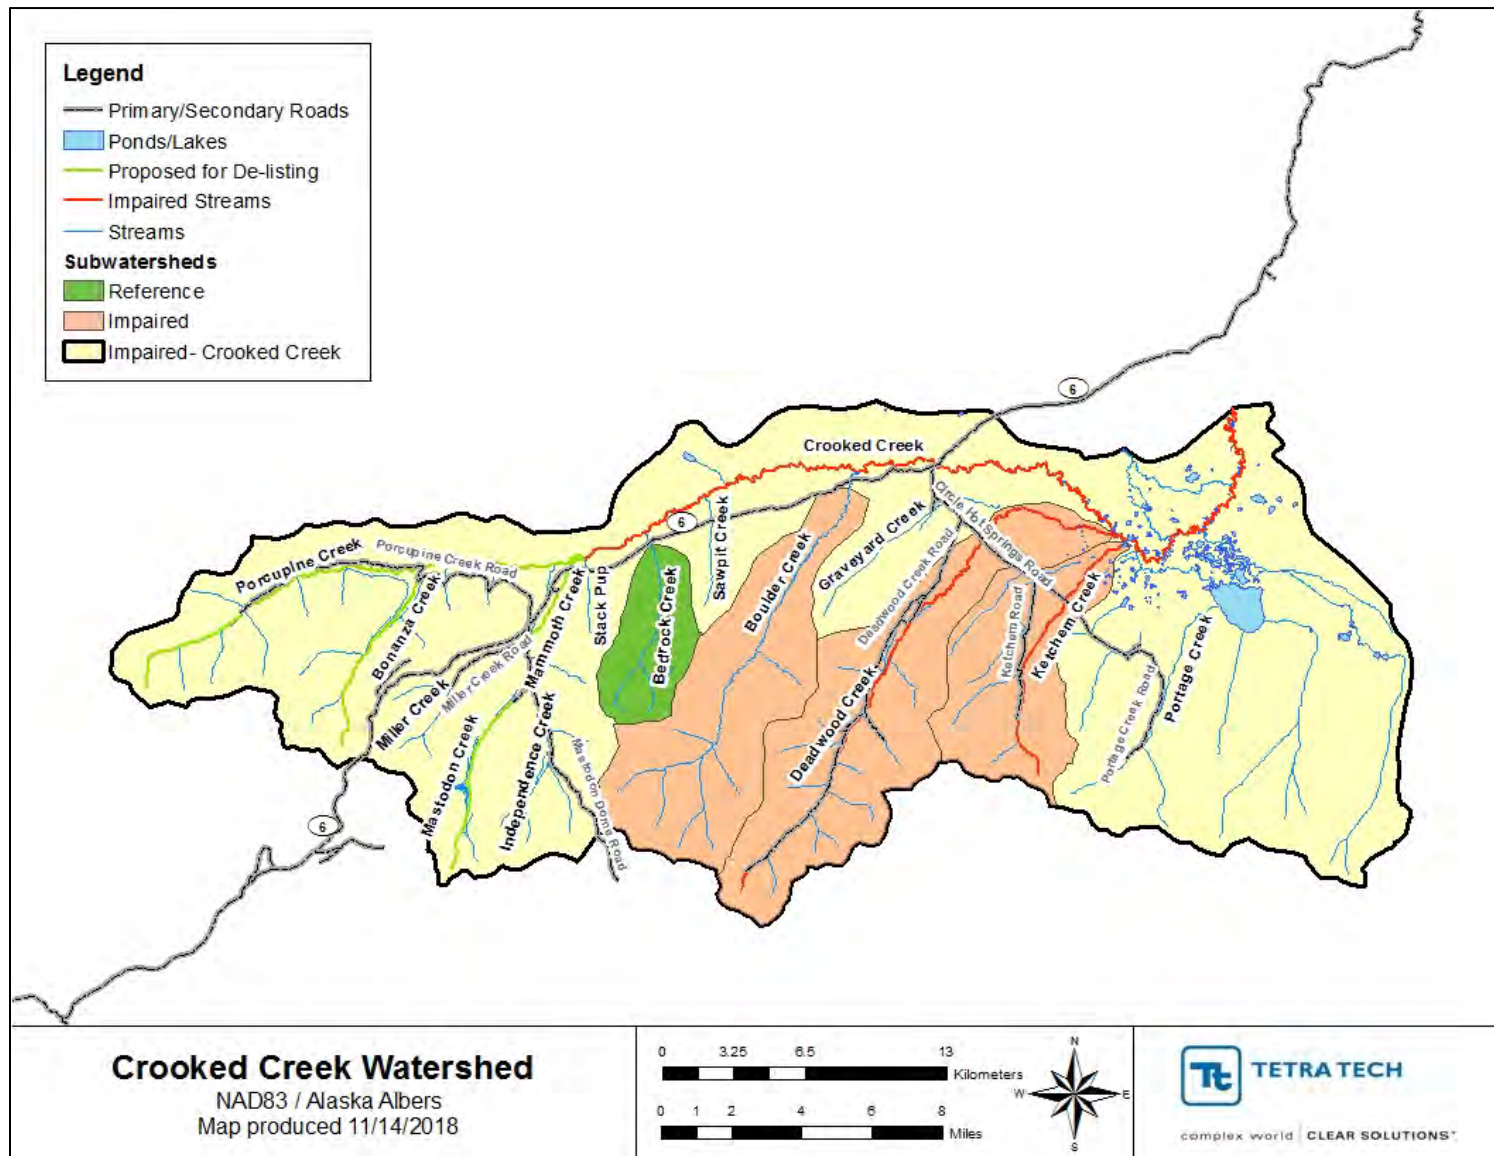 Legend
Primary/Secondary Roads
Ponds/Lakes
Proposed for De-listing
Impaired Streams
Streams
Subwatersheds
Reference
Impaired
Impaired- Crooked Creek
6
Crooked Creek
6
Porcupine Creek
Porcupine Creek Road
Bonanza Creek
Miller Creek
Miller Creek Road
Mammoth Creek
Stack Pup
Bedrock Creek
Sawpit Creek
Boulder Creek
Graveyard Creek
Circle Hot Springs Road
Deadwood Creek Road
Deadwood Creek
Ketchem Road
Ketchem Creek
Portage Creek Road
Portage Creek
Mastodon Creek
Independence Creek
Mastodon Dome Road
6
Crooked Creek Watershed
NAD83 / Alaska Albers
Map produced 11/14/2018
0 3.25 6.5 13
Kilometers
0 1 2 4 6 8
Miles
N
W E
S
Tt TETRA TECH
complex world CLEAR SOLUTIONS™